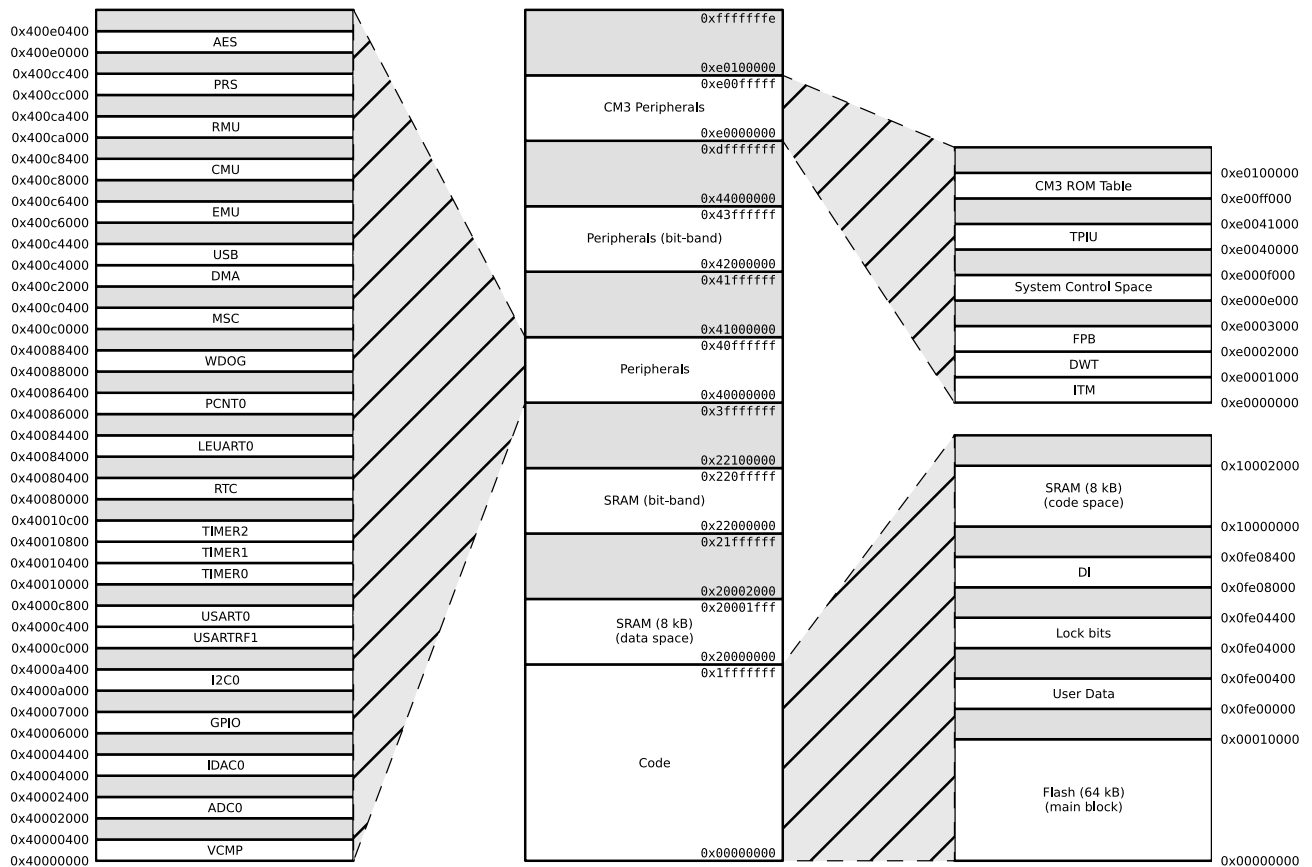 0x400e0400
AES
0x400e0000
0x400cc400
PRS
0x400cc000
0x400ca400
RMU
0x400ca000
0x400c8400
CMU
0x400c8000
0x400c6400
EMU
0x400c6000
0x400c4400
USB
0x400c4000
DMA
0x400c2000
0x400c0400
MSC
0x400c0000
0x40088400
WDOG
0x40088000
0x40086400
PCNT0
0x40086000
0x40084400
LEUART0
0x40084000
0x40080400
RTC
0x40080000
0x40010c00
TIMER2
0x40010800
TIMER1
0x40010400
TIMER0
0x40010000
0x4000c800
USART0
0x4000c400
USARTRF1
0x4000c000
0x4000a400
I2C0
0x4000a000
0x40007000
GPIO
0x40006000
0x40004400
IDAC0
0x40004000
0x40002400
ADC0
0x40002000
0x40000400
VCMP
0x40000000
0xfffffffe
0xe0100000
0xe00fffff
CM3 Peripherals
0xe0000000
0xdfffffff
0x44000000
0x43ffffff
Peripherals (bit-band)
0x42000000
0x41ffffff
0x41000000
0x40ffffff
Peripherals
0x40000000
0x3fffffff
0x22100000
0x220fffff
SRAM (bit-band)
0x22000000
0x21ffffff
0x20002000
0x20001fff
SRAM (8 kB)
(data space)
0x20000000
0x1fffffff
Code
0x00000000
0xe0100000
CM3 ROM Table
0xe00ff000
0xe0041000
TPIU
0xe0040000
0xe000f000
System Control Space
0xe000e000
0xe0003000
FPB
0xe0002000
DWT
0xe0001000
ITM
0xe0000000
0x10002000
SRAM (8 kB)
(code space)
0x10000000
0x0fe08400
DI
0x0fe08000
0x0fe04400
Lock bits
0x0fe04000
0x0fe00400
User Data
0x0fe00000
0x00010000
Flash (64 kB)
(main block)
0x00000000